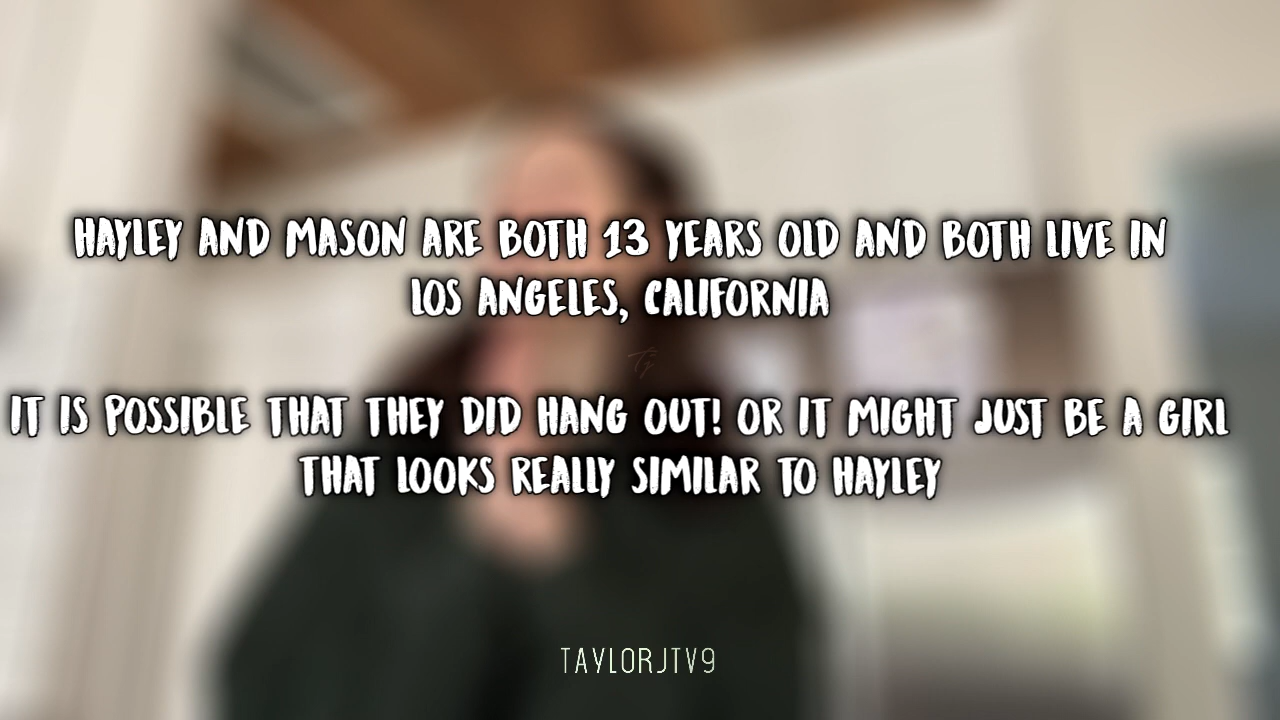 HAYLEY AND MASON ARE BOTH 13 YEARS OLD AND BOTH LIVE IN
LOS ANGELES, CALIFORNIA
IT IS POSSIBLE THAT THEY DID HANG OUT! OR IT MIGHT JUST BE A GIRL
THAT LOOKS REALLY SIMILAR TO HAYLEY
TAYLORJTV9